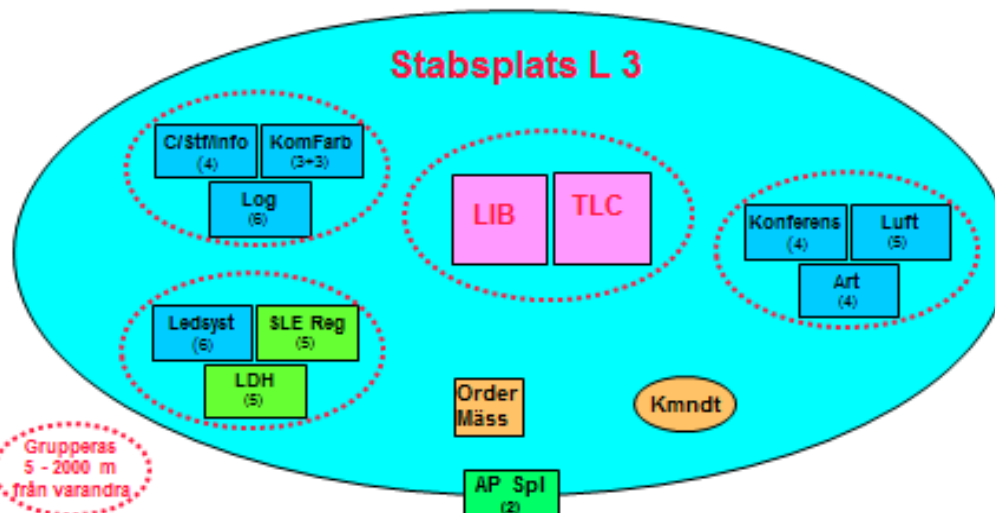 Stabsplats L 3
C/Stf/Info
(4)
KomFarb
(3+3)
Log
(6)
LIB
TLC
Konferens
(4)
Luft
(5)
Art
(4)
Ledsyst
(6)
SLE Reg
(5)
LDH
(5)
Order
Mäss
Kmndt
Grupperas
5 - 2000 m
från varandra
AP Spl
(2)